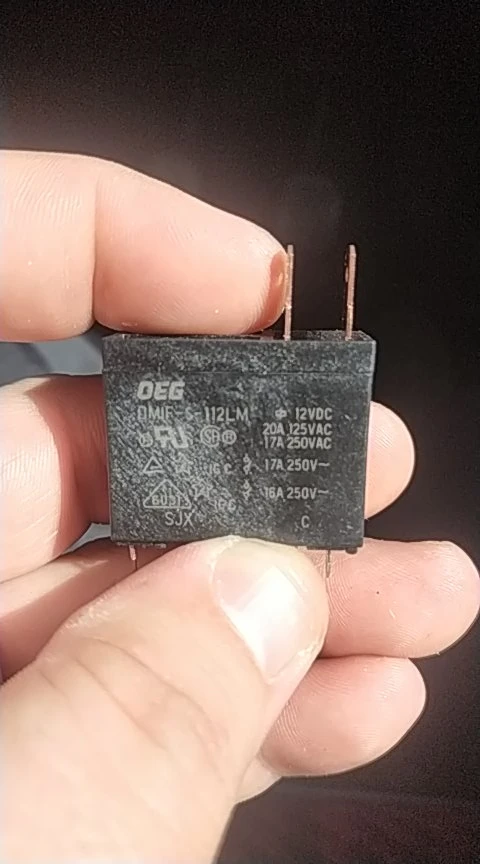 OEG
OMIF-S-112LM
12VDC
20A 125VAC
17A 250VAC
17A 250V~
16A 250V~
SJX
C